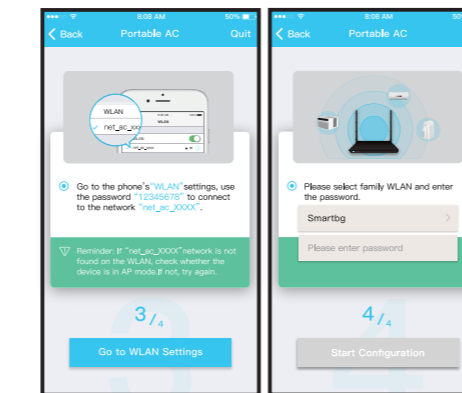 8:08 AM 50%
Back Portable AC Quit
WLAN
net_ac_xxx
WLAN
Go to the phone's"WLAN"settings, use
the password "12345678" to connect
to the network "net_ac_XXXX".
Reminder: If "net_ac_XXXX"network is not
found on the WLAN, check whether the
device is in AP mode.If not, try again.
3/4
3
Go to WLAN Settings
8:08 AM 50
Back Portable AC
Please select family WLAN and enter
the password.
Smartbg
Please enter password
4/4
4
Start Configuration